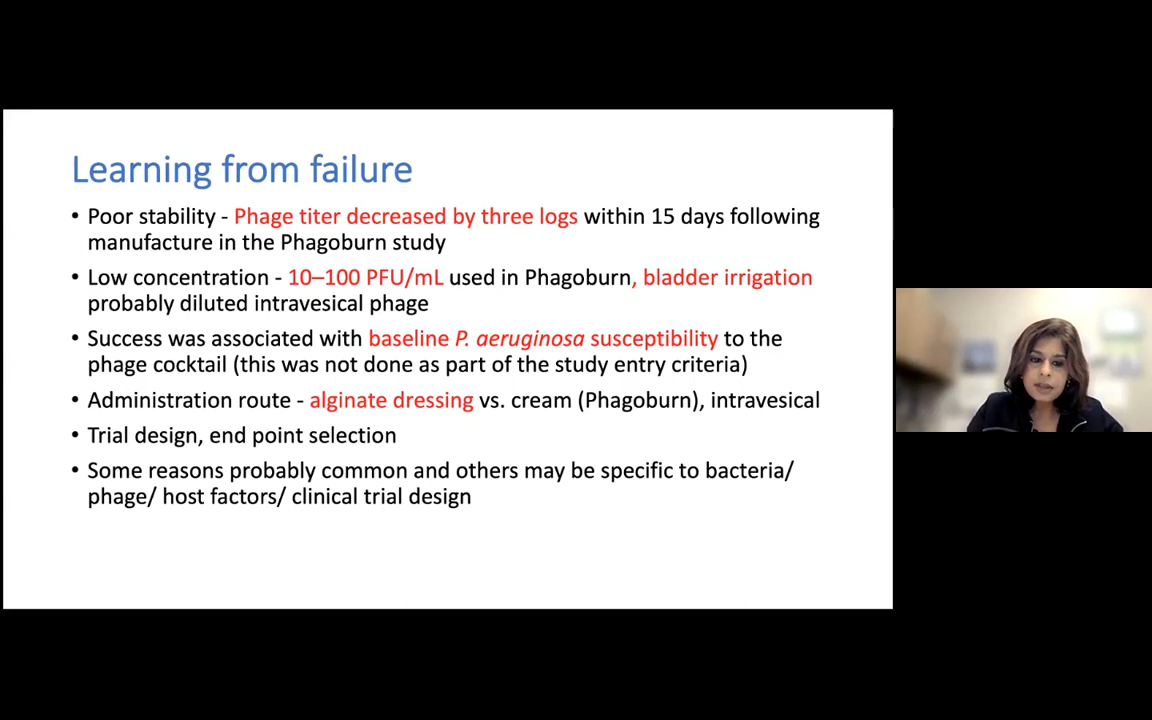 Learning from failure
• Poor stability - Phage titer decreased by three logs within 15 days following
manufacture in the Phagoburn study
• Low concentration - 10–100 PFU/mL used in Phagoburn, bladder irrigation
probably diluted intravesical phage
• Success was associated with baseline P. aeruginosa susceptibility to the
phage cocktail (this was not done as part of the study entry criteria)
• Administration route - alginate dressing vs. cream (Phagoburn), intravesical
• Trial design, end point selection
• Some reasons probably common and others may be specific to bacteria/
phage/ host factors/ clinical trial design